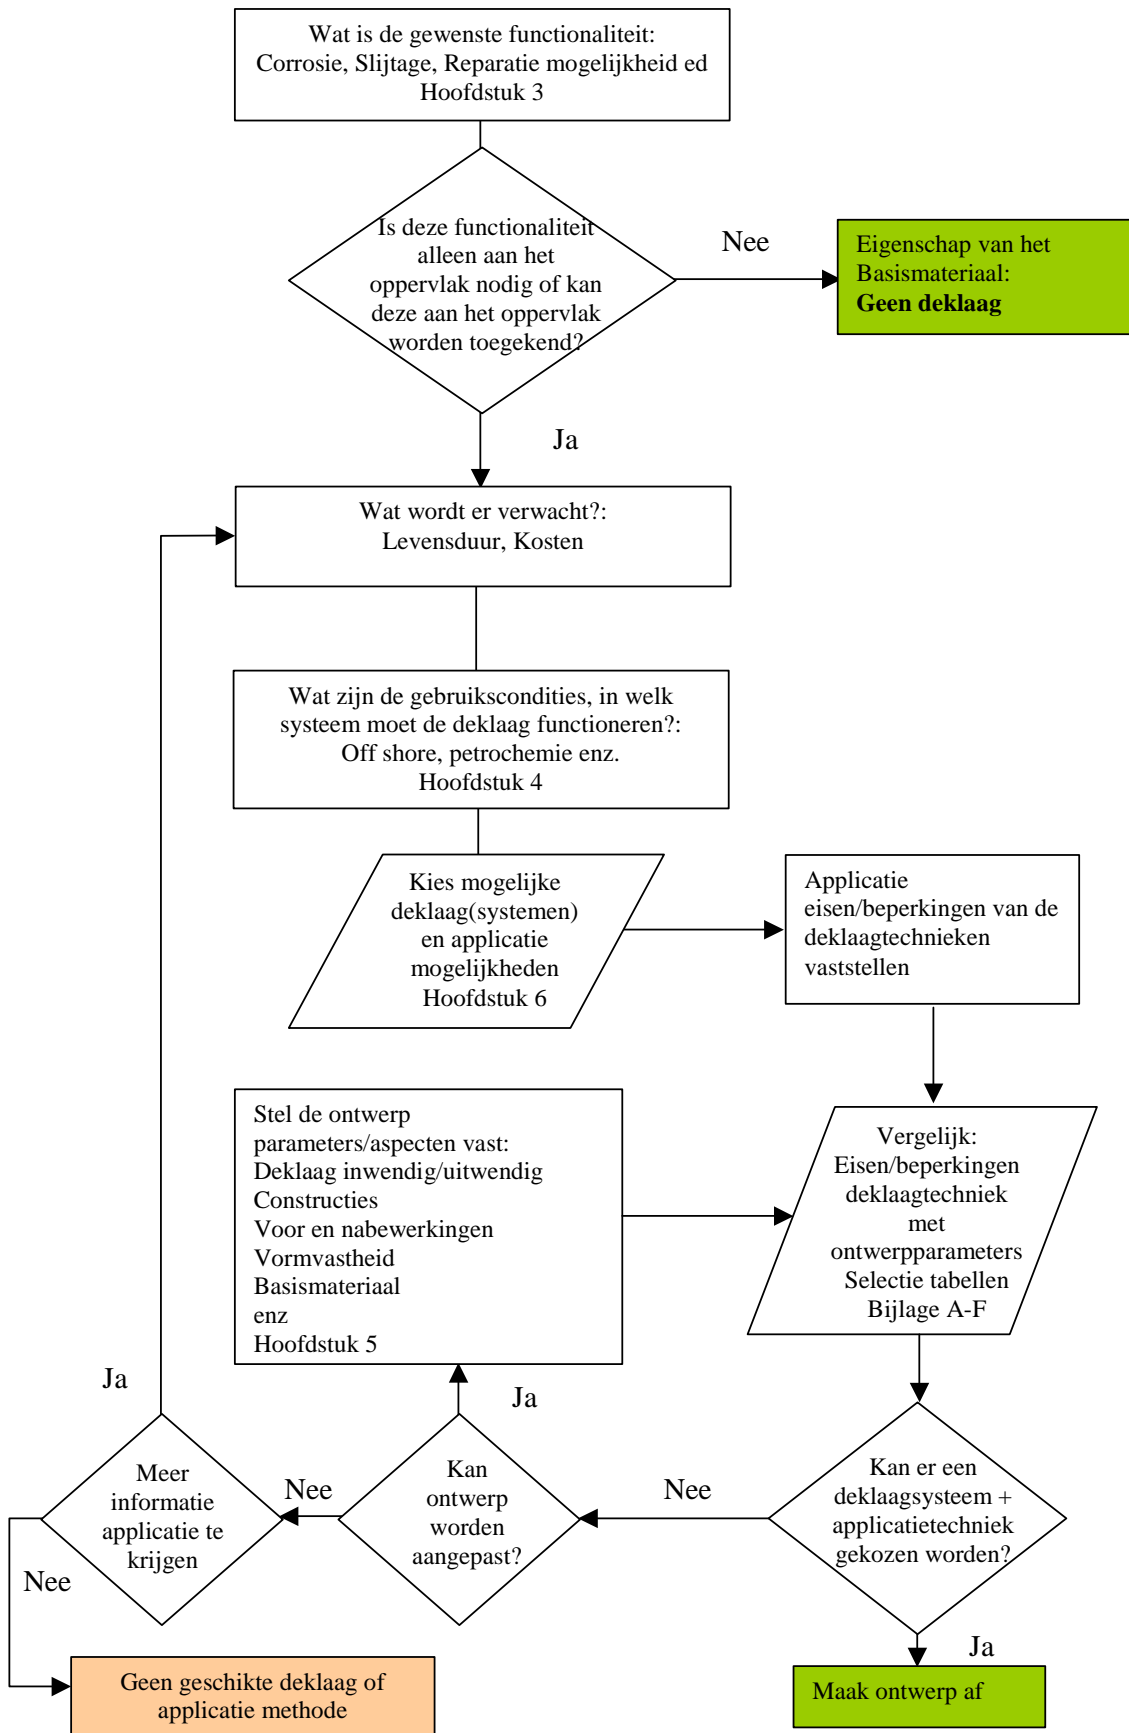 Wat is de gewenste functionaliteit:
Corrosie, Slijtage, Reparatie mogelijkheid ed
Hoofdstuk 3
Is deze functionaliteit
alleen aan het
oppervlak nodig of kan
deze aan het oppervlak
worden toegekend?
Nee
Eigenschap van het
Basismateriaal:
Geen deklaag
Ja
Wat wordt er verwacht?:
Levensduur, Kosten
Wat zijn de gebruikscondities, in welk
systeem moet de deklaag functioneren?:
Off shore, petrochemie enz.
Hoofdstuk 4
Kies mogelijke
deklaag(systemen)
en applicatie
mogelijkheden
Hoofdstuk 6
Applicatie
eisen/beperkingen van de
deklaagtechnieken
vaststellen
Stel de ontwerp
parameters/aspecten vast:
Deklaag inwendig/uitwendig
Constructies
Voor en nabewerkingen
Vormvastheid
Basismateriaal
enz
Hoofdstuk 5
Vergelijk:
Eisen/beperkingen
deklaagtechniek
met
ontwerpparameters
Selectie tabellen
Bijlage A-F
Ja
Ja
Meer
informatie
applicatie te
krijgen
Nee
Kan
ontwerp
worden
aangepast?
Nee
Kan er een
deklaagsysteem +
applicatietechniek
gekozen worden?
Nee
Ja
Geen geschikte deklaag of
applicatie methode
Maak ontwerp af